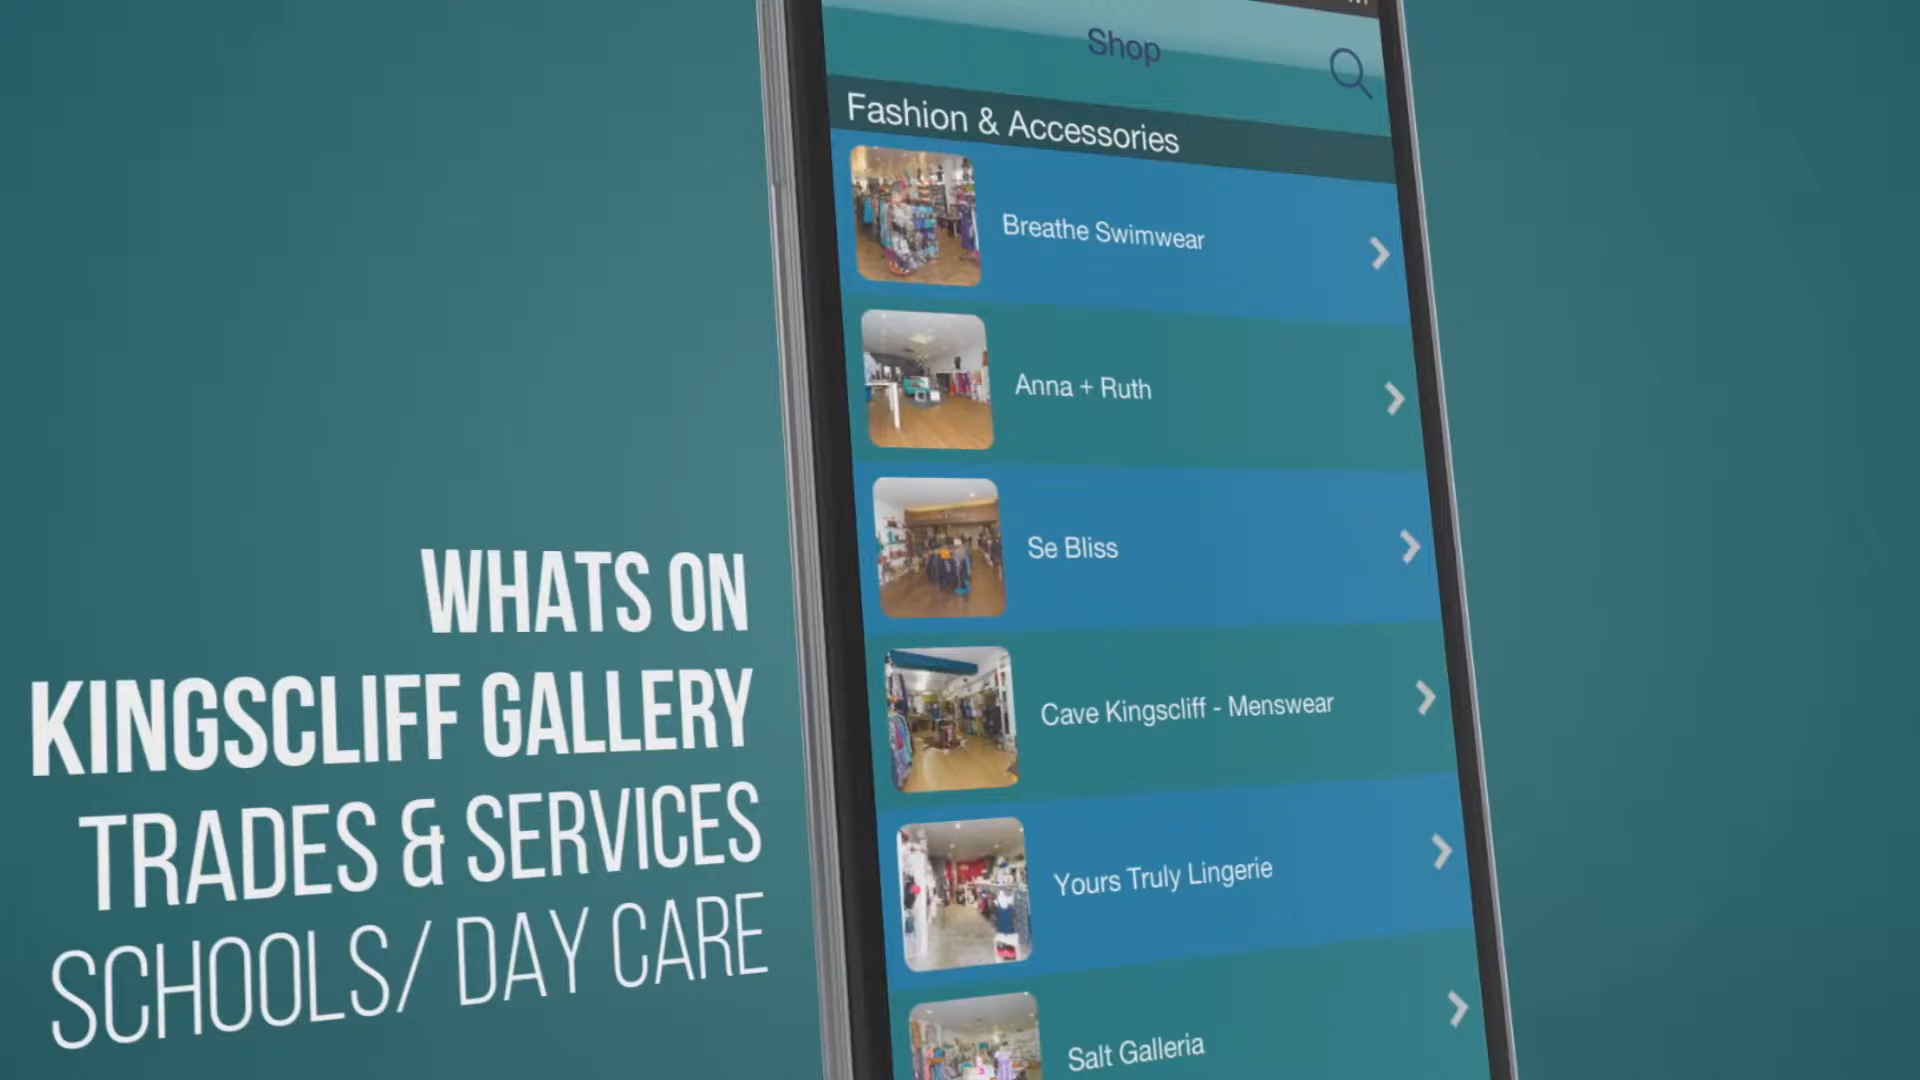 Shop
Fashion & Accessories
Breathe Swimwear
Anna + Ruth
Se Bliss
Cave Kingscliff - Menswear
Yours Truly Lingerie
Salt Galleria
WHATS ON
KINGSCLIFF GALLERY
TRADES & SERVICES
SCHOOLS/ DAY CARE